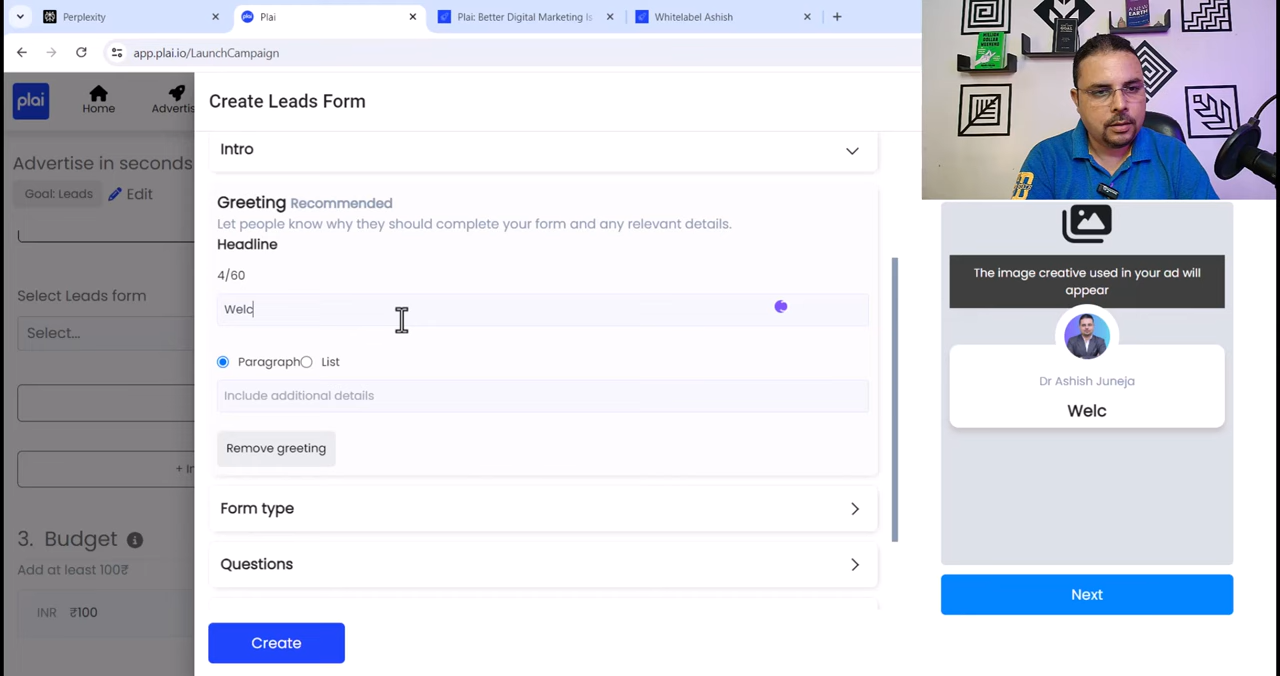 Perplexity
Plai
Plai: Better Digital Marketing Is
Whitelabel Ashish
app.plai.io/LaunchCampaign
plai
Home
Advertis
Create Leads Form
Advertise in seconds
Goal: Leads
Edit
Select Leads form
Select...
+ In
3. Budget
Add at least 100₹
INR ₹100
Intro
Greeting Recommended
Let people know why they should complete your form and any relevant details.
Headline
4/60
Welc
Paragraph List
Include additional details
Remove greeting
Form type
Questions
Create
The image creative used in your ad will
appear
Dr Ashish Juneja
Welc
Next